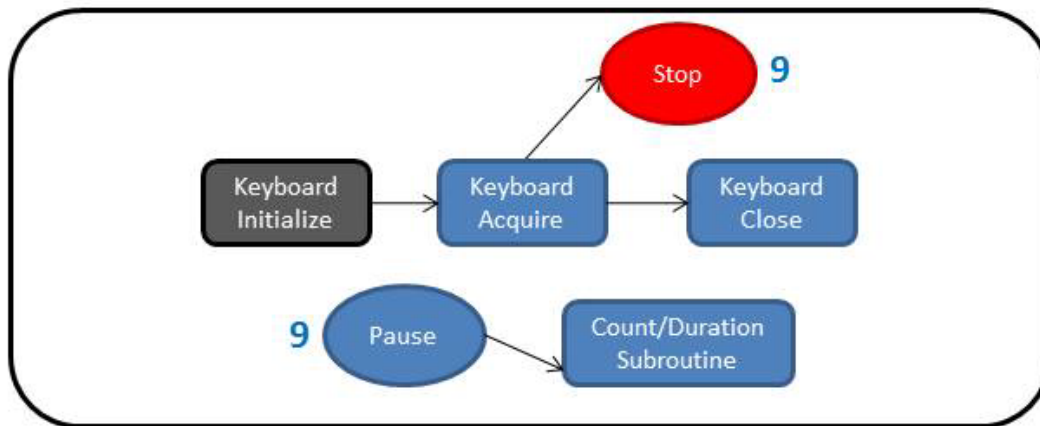 Stop
9
Keyboard
Initialize
Keyboard
Acquire
Keyboard
Close
9
Pause
Count/Duration
Subroutine